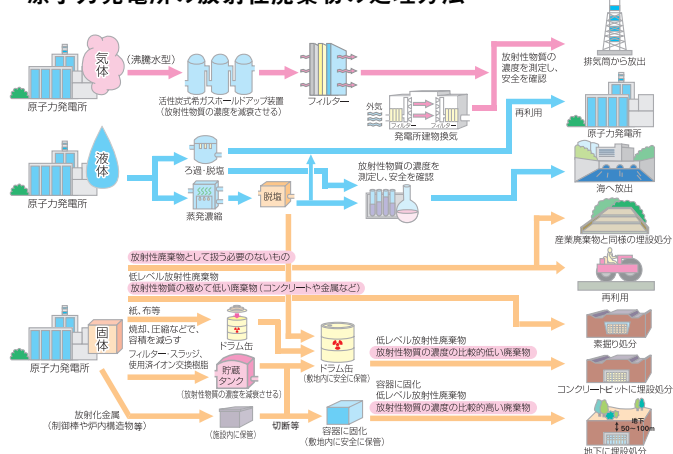 原子力発電所の放射性廃棄物の処理方法
気体
(沸騰水型)
原子力発電所
活性炭式希ガスホールドアップ装置
(放射性物質の濃度を減衰させる)
フィルター
外気
フィルター
フィルター
発電所建物換気
放射性物質の
濃度を測定し、
安全を確認
排気筒から放出
液体
原子力発電所
ろ過・脱塩
蒸発濃縮
脱塩
放射性物質の濃度を
測定し、安全を確認
再利用
原子力発電所
海へ放出
固体
原子力発電所
放射性廃棄物として扱う必要のないもの
産業廃棄物と同様の埋設処分
再利用
低レベル放射性廃棄物
放射性物質の極めて低い廃棄物(コンクリートや金属など)
素掘り処分
紙、布等
焼却、圧縮などで、
容積を減らす
ドラム缶
フィルター・スラッジ、
使用済イオン交換樹脂
貯蔵
タンク
(放射性物質の濃度を減衰させる)
ドラム缶
(敷地内に安全に保管)
低レベル放射性廃棄物
放射性物質の濃度の比較的低い廃棄物
コンクリートピットに埋設処分
放射化金属
(制御棒や炉内構造物等)
(施設内に保管)
切断等
容器に固化
(敷地内に安全に保管)
容器に固化
低レベル放射性廃棄物
放射性物質の濃度の比較的高い廃棄物
地下
50~100m
地下に埋設処分